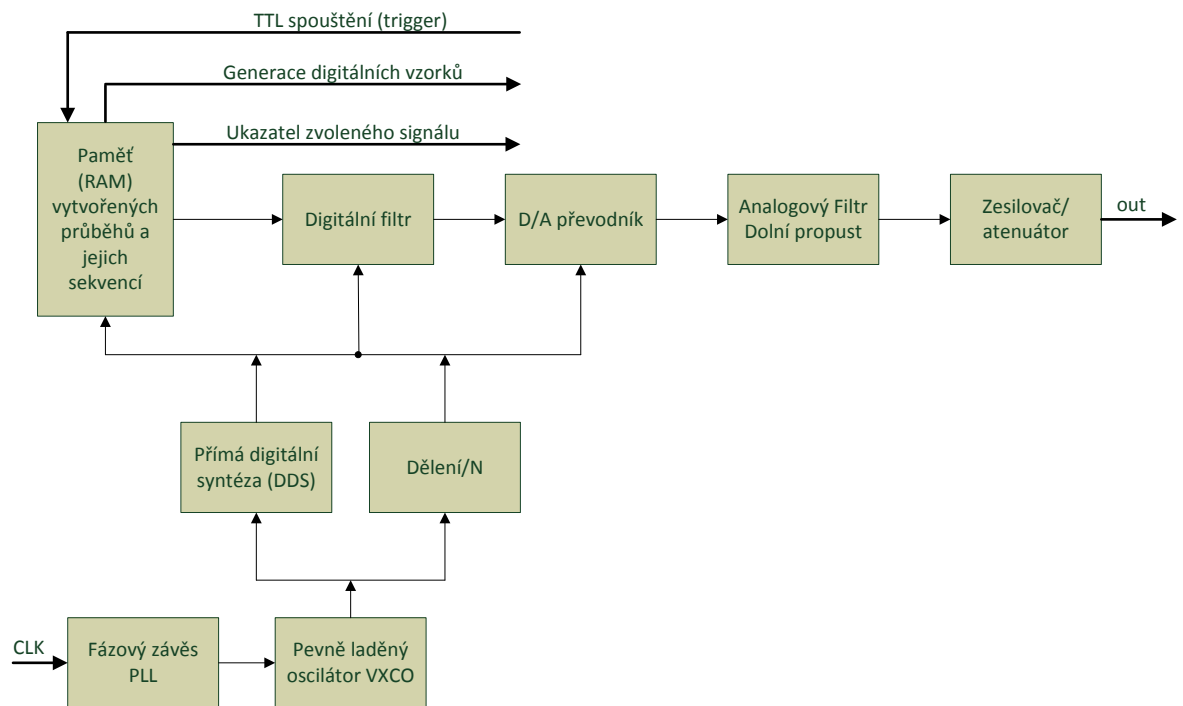 TTL spouštění (trigger)
Generace digitálních vzorků
Ukazatel zvoleného signálu
Paměť
(RAM)
vytvořených
průběhů a
jejich
sekvencí
Digitální filtr
D/A převodník
Analogový Filtr
Dolní propust
Zesilovač/
atenuátor
out
Přímá digitální
syntéza (DDS)
Dělení/N
CLK
Fázový závěs
PLL
Pevně laděný
oscilátor VXCO